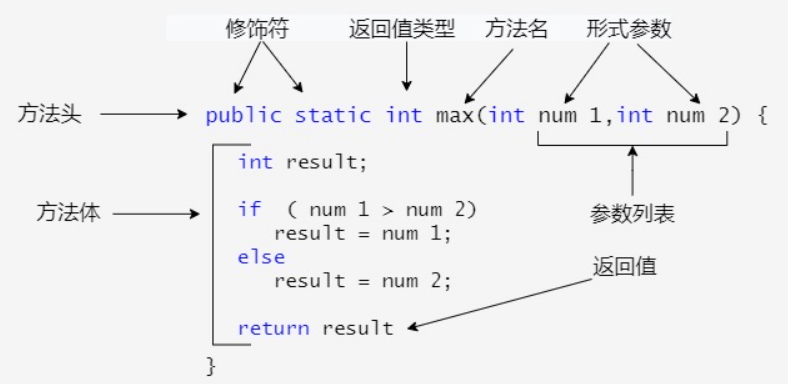 修饰符 返回值类型 方法名 形式参数
方法头 public static int max(int num 1,int num 2) {
int result;
方法体 if ( num 1 > num 2) 参数列表
result = num 1;
else 返回值
result = num 2;
return result
}